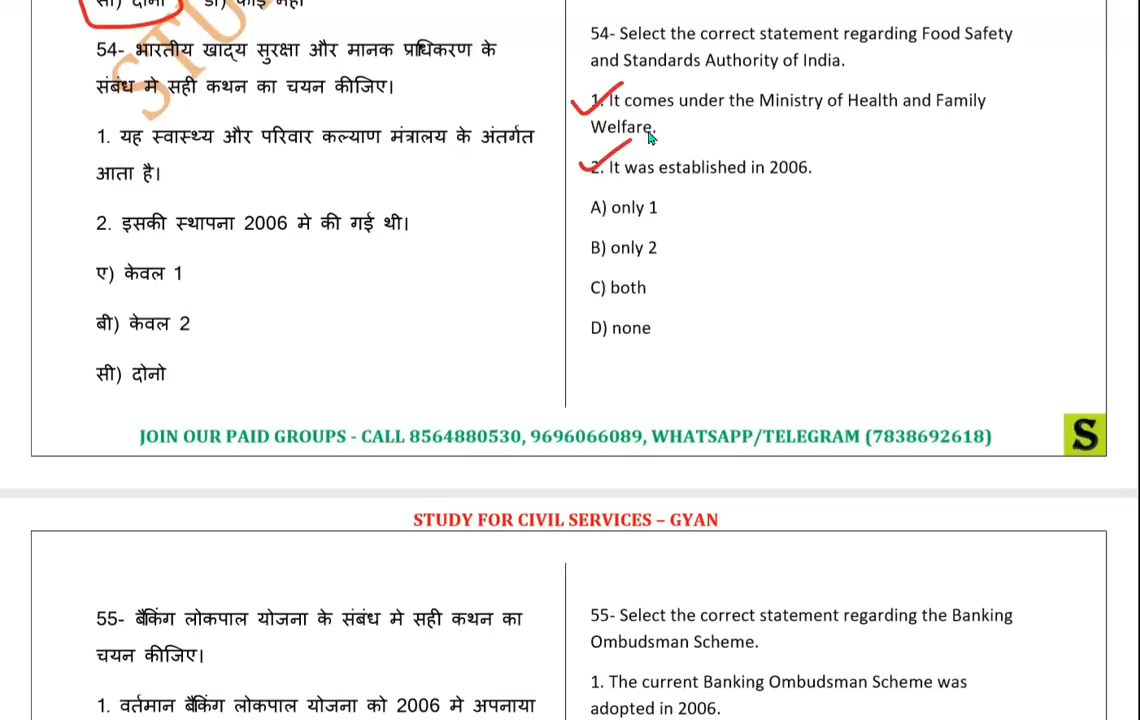 सी) दोनो डी) कोई नही
54- भारतीय खाद्य सुरक्षा और मानक प्राधिकरण के
संबंध मे सही कथन का चयन कीजिए।
1. यह स्वास्थ्य और परिवार कल्याण मंत्रालय के अंतर्गत
आता है।
2. इसकी स्थापना 2006 मे की गई थी।
ए) केवल 1
बी) केवल 2
सी) दोनो
54- Select the correct statement regarding Food Safety
and Standards Authority of India.
1. It comes under the Ministry of Health and Family
Welfare.
2. It was established in 2006.
A) only 1
B) only 2
C) both
D) none
JOIN OUR PAID GROUPS - CALL 8564880530, 9696066089, WHATSAPP/TELEGRAM (7838692618)
S
STUDY FOR CIVIL SERVICES – GYAN
55- बैंकिंग लोकपाल योजना के संबंध मे सही कथन का
चयन कीजिए।
1. वर्तमान बैंकिंग लोकपाल योजना को 2006 मे अपनाया
55- Select the correct statement regarding the Banking
Ombudsman Scheme.
1. The current Banking Ombudsman Scheme was
adopted in 2006.